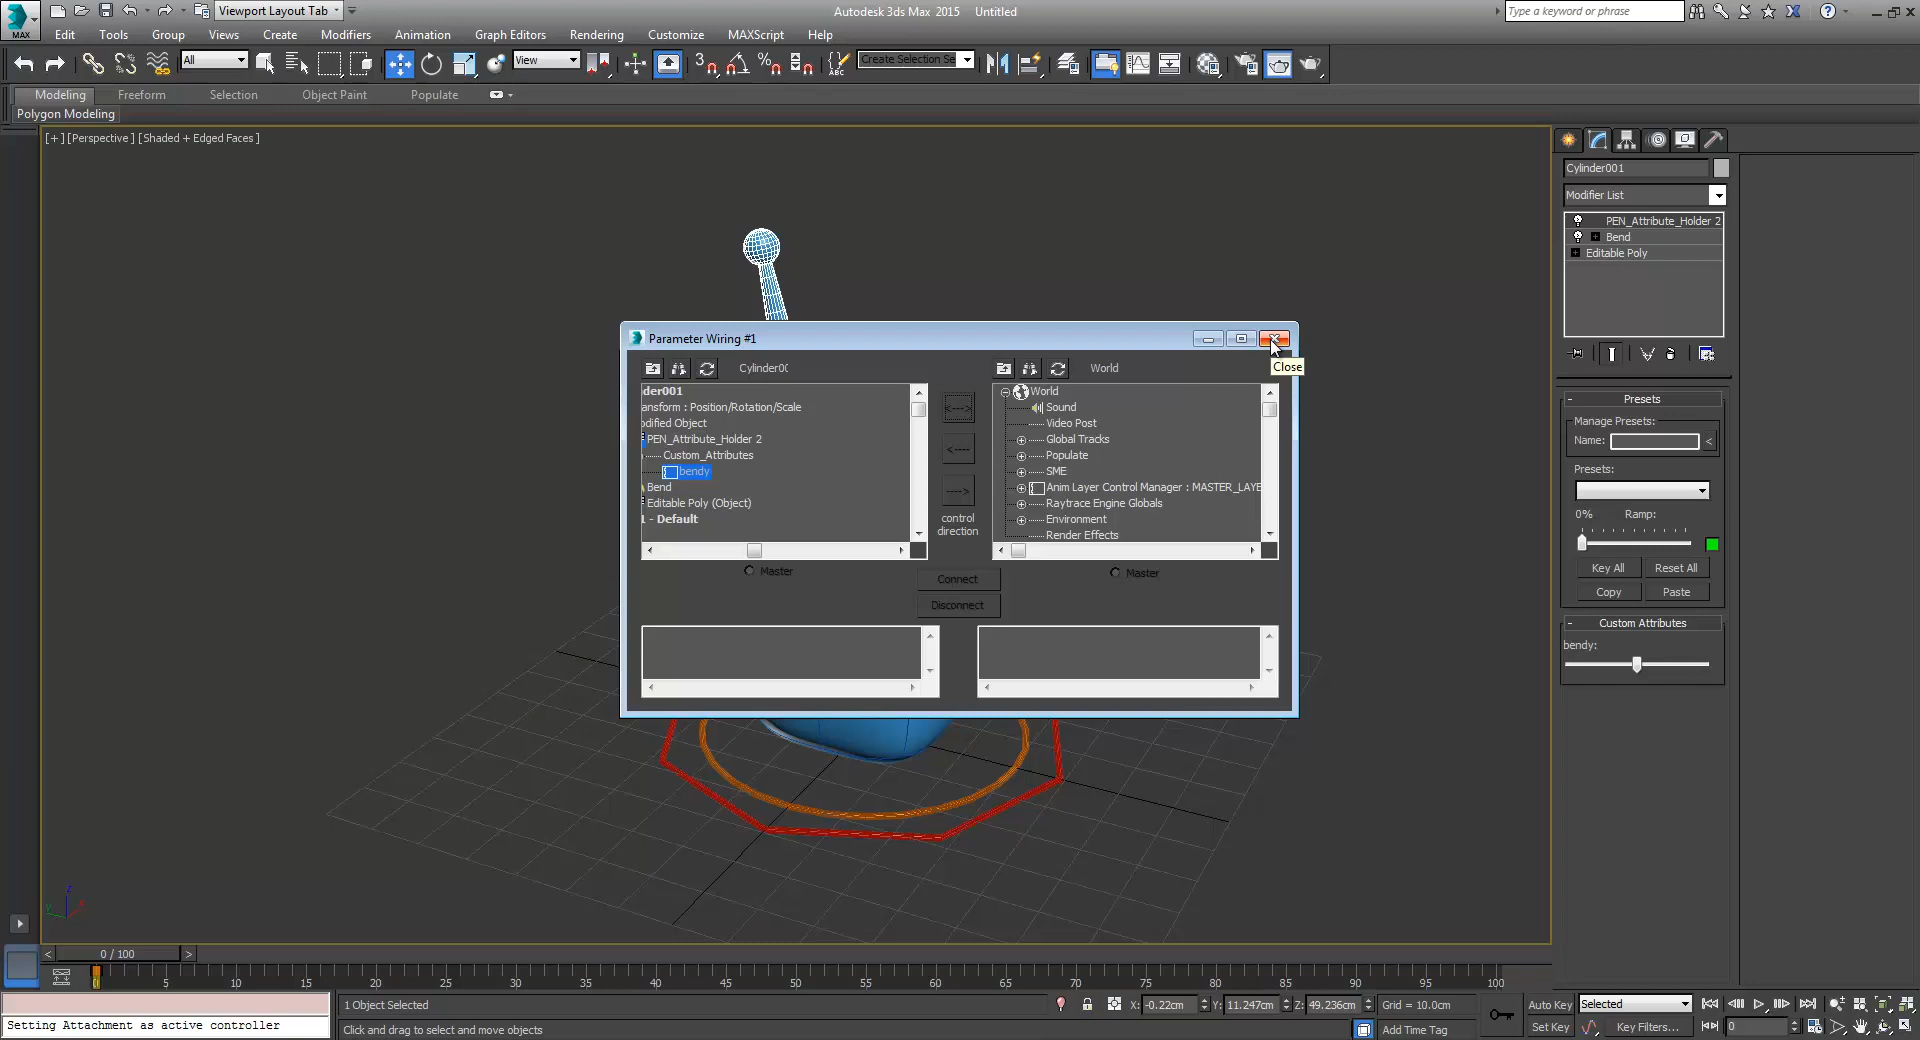 Viewport Layout Tab
Autodesk 3ds Max 2015 Untitled
Type a keyword or phrase
MAX
Edit Tools Group Views Create Modifiers Animation Graph Editors Rendering Customize MAXScript Help
All
View
3
ABC
Create Selection Se
Modeling Freeform Selection Object Paint Populate
Polygon Modeling
[+][Perspective][Shaded + Edged Faces]
Cylinder001
Modifier List
PEN_Attribute_Holder 2
Bend
Editable Poly
Parameter Wiring #1
Close
World
der001
ansform : Position/Rotation/Scale
dified Object
PEN_Attribute_Holder 2
Custom_Attributes
bendy
Bend
Editable Poly (Object)
1 - Default
<--->
<----
---->
control
direction
World
Sound
Video Post
Global Tracks
Populate
SME
Anim Layer Control Manager : MASTER_LAYE
Raytrace Engine Globals
Environment
Render Effects
Master
Master
Connect
Disconnect
- Presets
Manage Presets:
Name: <
Presets:
0% Ramp:
Key All Reset All
Copy Paste
- Custom Attributes
bendy:
z
y x
< 0 / 100 >
0 5 10 15 20 25 30 35 40 45 50 55 60 65 70 75 80 85 90 95 100
1 Object Selected
X: -0.22cm Y: 11.247cm Z: 49.236cm Grid = 10.0cm
Auto Key Selected
Setting Attachment as active controller
Click and drag to select and move objects
Add Time Tag
Set Key Key Filters... 0